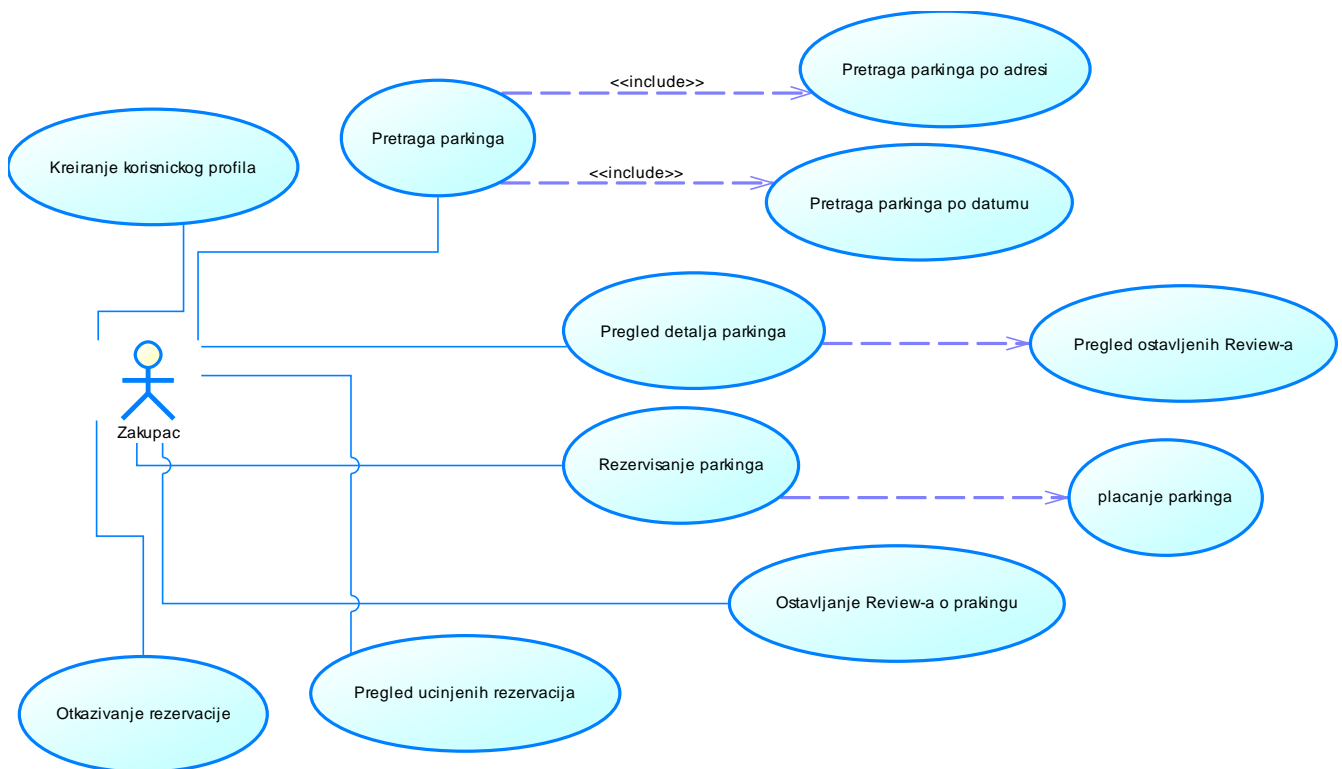 Pretraga parkinga po adresi
<<include>>
Pretraga parkinga
Kreiranje korisnickog profila
<<include>>
Pretraga parkinga po datumu
Pregled detalja parkinga
Pregled ostavljenih Review-a
Zakupac
Rezervisanje parkinga
placanje parkinga
Ostavljanje Review-a o prakingu
Pregled ucinjenih rezervacija
Otkazivanje rezervacije